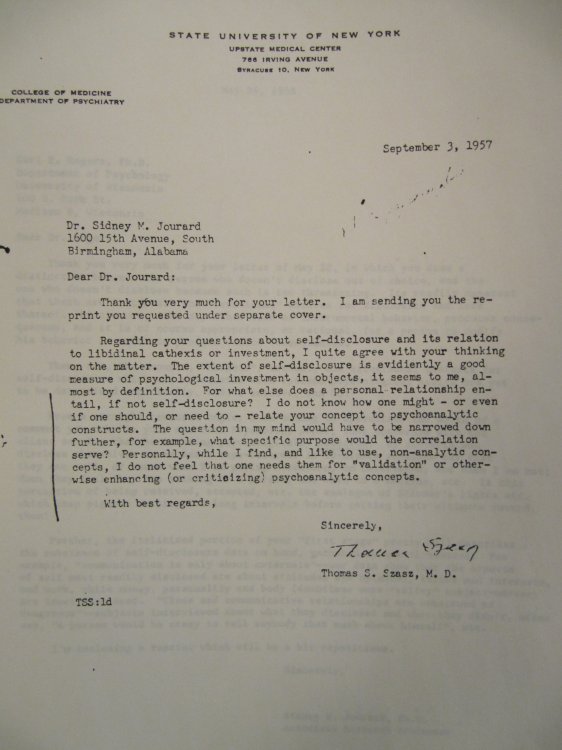 STATE UNIVERSITY OF NEW YORK
UPSTATE MEDICAL CENTER
766 IRVING AVENUE
SYRACUSE 10, NEW YORK
COLLEGE OF MEDICINE
DEPARTMENT OF PSYCHIATRY
September 3, 1957
Dr. Sidney M. Jourard
1600 15th Avenue, South
Birmingham, Alabama
Dear Dr. Jourard:
Thank you very much for your letter. I am sending you the re-
print you requested under separate cover.
Regarding your questions about self-disclosure and its relation
to libidinal cathexis or investment, I quite agree with your thinking
on the matter. The extent of self-disclosure is evidiently a good
measure of psychological investment in objects, it seems to me, al-
most by definition. For what else does a personal relationship en-
tail, if not self-disclosure? I do not know how one might - or even
if one should, or need to - relate your concept to psychoanalytic
constructs. The question in my mind would have to be narrowed down
further, for example, what specific purpose would the correlation
serve? Personally, while I find, and like to use, non-analytic con-
cepts, I do not feel that one needs them for "validation" or other-
wise enhancing (or critizizing) psychoanalytic concepts.
With best regards,
Sincerely,
Thomas Szasz
Thomas S. Szasz, M. D.
TSS:ld